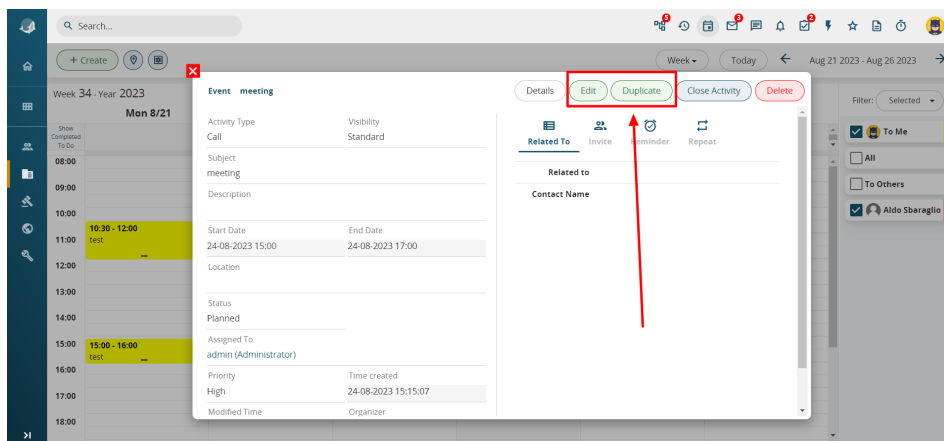 Search...
5
3
2
+ Create
Week
Today
Aug 21 2023 - Aug 26 2023
Week 34 - Year 2023
Mon 8/21
Show
Completed
To Do
08:00
09:00
10:00
11:00
12:00
13:00
14:00
15:00
16:00
17:00
18:00
10:30 - 12:00
test
15:00 - 16:00
test
Event meeting
Details
Edit
Duplicate
Close Activity
Delete
Activity Type
Visibility
Call
Standard
Subject
meeting
Description
Start Date
End Date
24-08-2023 15:00
24-08-2023 17:00
Location
Status
Planned
Assigned To
admin (Administrator)
Priority
Time created
High
24-08-2023 15:15:07
Modified Time
Organizer
Related To
Invite
Reminder
Repeat
Related to
Contact Name
Filter:
Selected
To Me
All
To Others
Aldo Sbaraglio